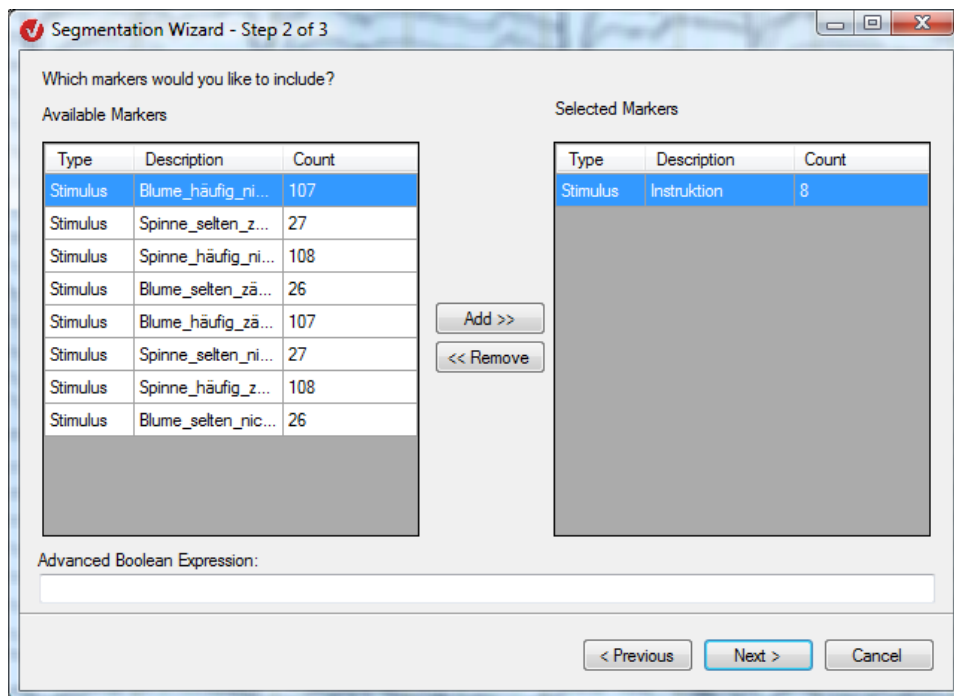 Segmentation Wizard - Step 2 of 3
Which markers would you like to include?
Available Markers
Type Description Count
Stimulus Blume_häufig_ni... 107
Stimulus Spinne_selten_z... 27
Stimulus Spinne_häufig_ni... 108
Stimulus Blume_selten_zä... 26
Stimulus Blume_häufig_zä... 107
Stimulus Spinne_selten_ni... 27
Stimulus Spinne_häufig_z... 108
Stimulus Blume_selten_nic... 26
Add >>
<< Remove
Selected Markers
Type Description Count
Stimulus Instruktion 8
Advanced Boolean Expression:
< Previous Next > Cancel